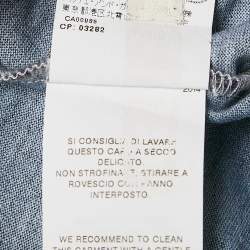 CA00989
CP: 03282
2014
SI CONSIGLIA DI LAVARE
QUESTO CAPO A SECCO
DELICATO.
NON STROFINARE, STIRARE A
ROVESCIO CON PANNO
INTERPOSTO.
WE RECOMMEND TO CLEAN
THIS GARMENT WITH A GENTLE